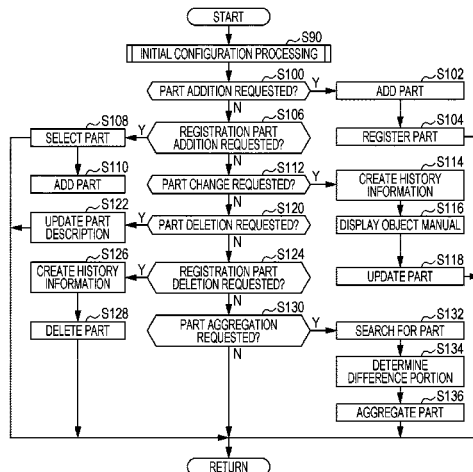 START
S90
INITIAL CONFIGURATION PROCESSING
S100
PART ADDITION REQUESTED?
Y
N
S102
ADD PART
S104
REGISTER PART
S106
REGISTRATION PART
ADDITION REQUESTED?
Y
N
S108
SELECT PART
S110
ADD PART
S112
PART CHANGE REQUESTED?
Y
N
S114
CREATE HISTORY
INFORMATION
S116
DISPLAY OBJECT MANUAL
S118
UPDATE PART
S120
PART DELETION REQUESTED?
Y
N
S122
UPDATE PART
DESCRIPTION
S124
REGISTRATION PART
DELETION REQUESTED?
Y
N
S126
CREATE HISTORY
INFORMATION
S128
DELETE PART
S130
PART AGGREGATION
REQUESTED?
Y
N
S132
SEARCH FOR PART
S134
DETERMINE
DIFFERENCE PORTION
S136
AGGREGATE PART
RETURN